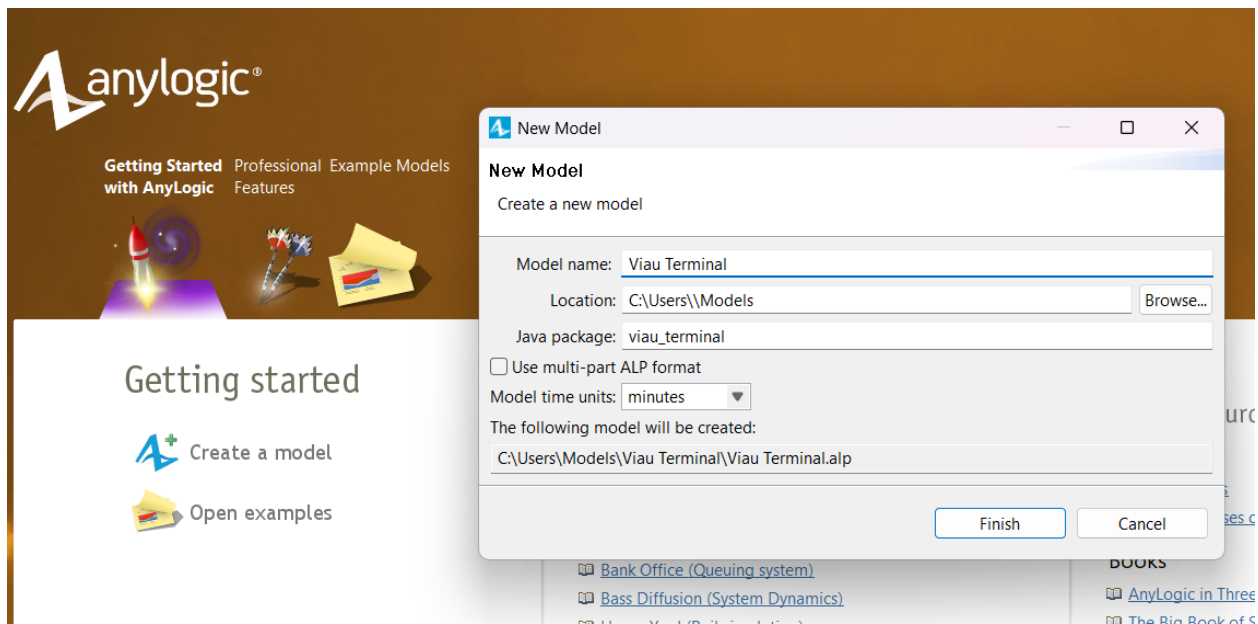 anylogic®
Getting Started with AnyLogic
Professional Features
Example Models
New Model
New Model
Create a new model
Model name: Viau Terminal
Location: C:\Users\\Models Browse...
Java package: viau_terminal
Use multi-part ALP format
Model time units: minutes
The following model will be created:
C:\Users\Models\Viau Terminal\Viau Terminal.alp
Finish Cancel
Getting started
Create a model
Open examples
Bank Office (Queuing system)
Bass Diffusion (System Dynamics)
BOOKS
AnyLogic in Three
The Big Book of S